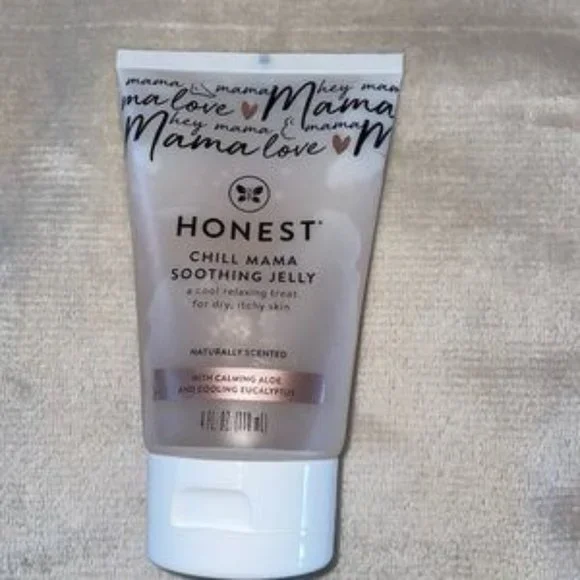 mama mama hey mam
ma love Mama
hey mama & mama
Mama love M
HONEST
CHILL MAMA
SOOTHING JELLY
a cool relaxing treat
for dry, itchy skin
NATURALLY SCENTED
WITH CALMING ALOE
AND COOLING EUCALYPTUS
4 FL. OZ. (118 mL)